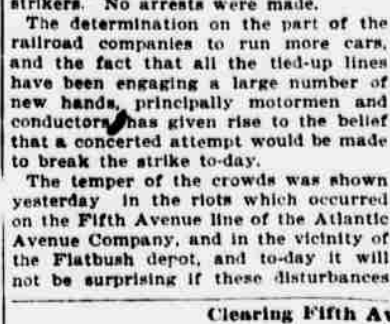 strikers. No arrests were made.
The determination on the part of the
railroad companies to run more cars,
and the fact that all the tied-up lines
have been engaging a large number of
new hands, principally motormen and
conductors, has given rise to the belief
that a concerted attempt would be made
to break the strike to-day.
The temper of the crowds was shown
yesterday in the riots which occurred
on the Fifth Avenue line of the Atlantic
Avenue Company, and in the vicinity of
the Flatbush depot, and to-day it will
not be surprising if these disturbances
Clearing Fifth Av